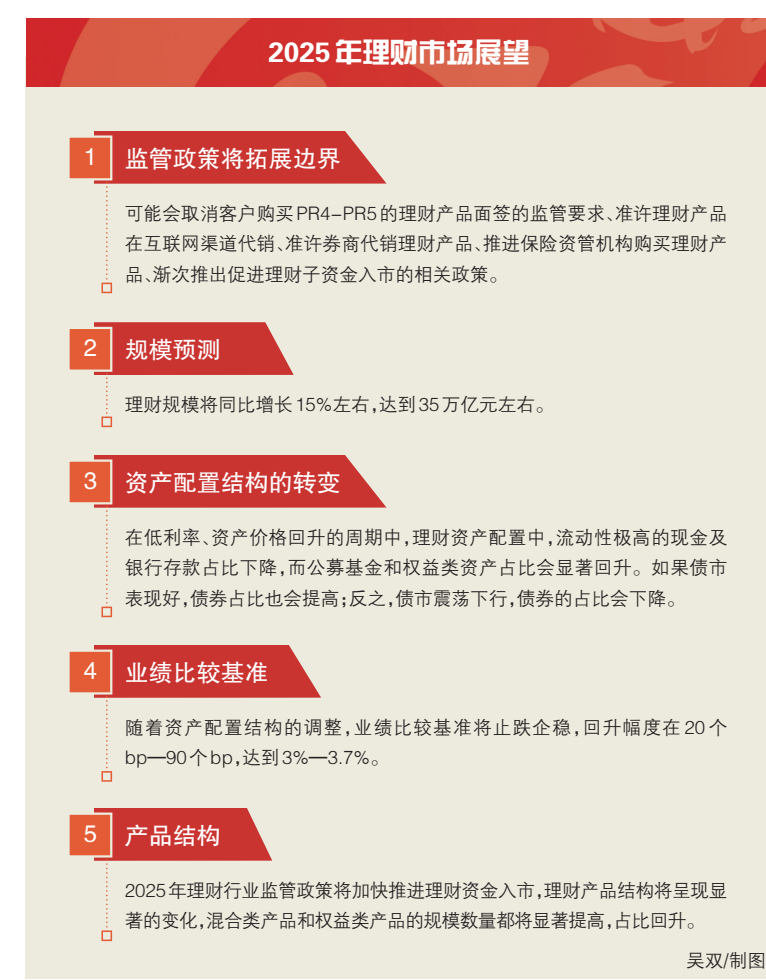 2025年理财市场展望
1 监管政策将拓展边界
可能会取消客户购买PR4–PR5的理财产品面签的监管要求、准许理财产品
在互联网渠道代销、准许券商代销理财产品、推进保险资管机构购买理财产
品、渐次推出促进理财子资金入市的相关政策。
2 规模预测
理财规模将同比增长15%左右,达到35万亿元左右。
3 资产配置结构的转变
在低利率、资产价格回升的周期中,理财资产配置中,流动性极高的现金及
银行存款占比下降,而公募基金和权益类资产占比会显著回升。如果债市
表现好,债券占比也会提高;反之,债市震荡下行,债券的占比会下降。
4 业绩比较基准
随着资产配置结构的调整,业绩比较基准将止跌企稳,回升幅度在20个
bp—90个bp,达到3%—3.7%。
5 产品结构
2025年理财行业监管政策将加快推进理财资金入市,理财产品结构将呈现显
著的变化,混合类产品和权益类产品的规模数量都将显著提高,占比回升。
吴双/制图